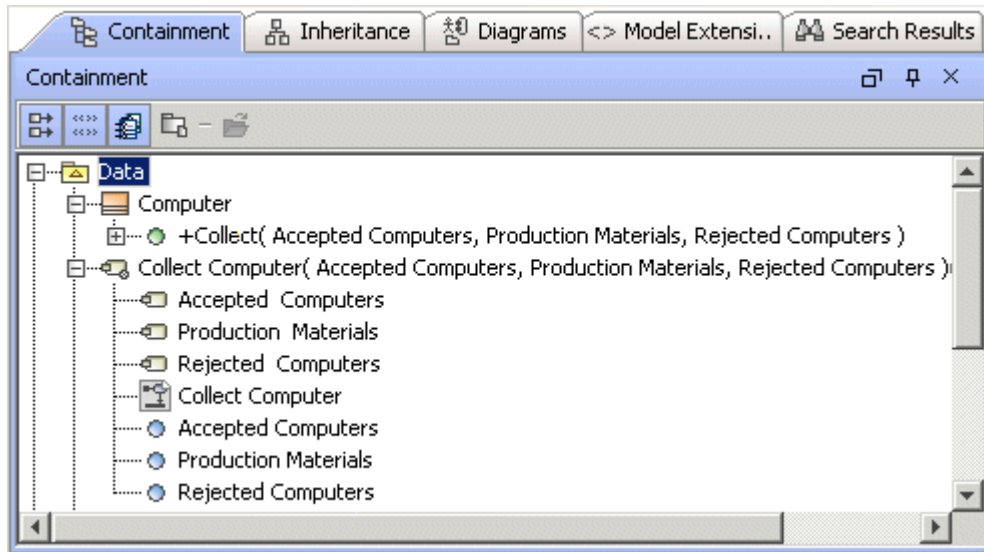 Containment Inheritance Diagrams <> Model Extensi.. Search Results
Containment
Data
Computer
+Collect( Accepted Computers, Production Materials, Rejected Computers )
Collect Computer( Accepted Computers, Production Materials, Rejected Computers )
Accepted Computers
Production Materials
Rejected Computers
Collect Computer
Accepted Computers
Production Materials
Rejected Computers